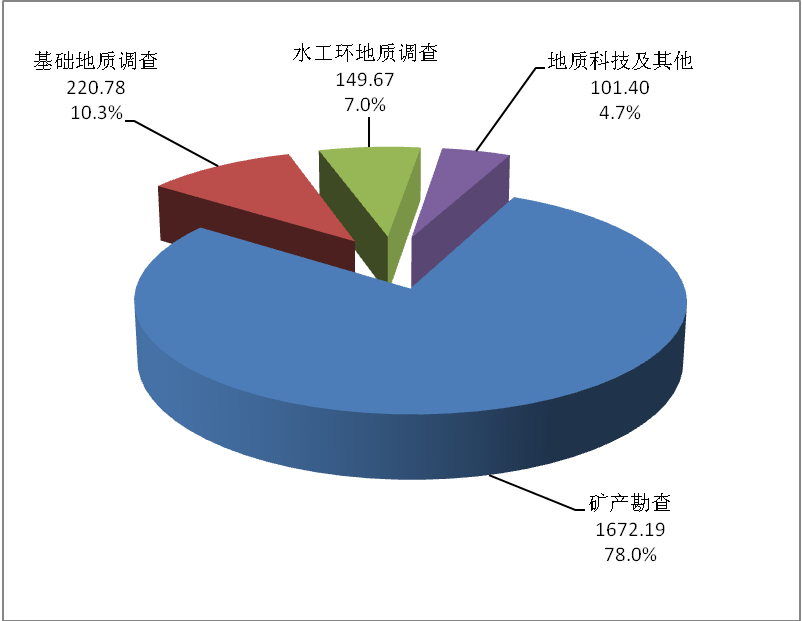 基础地质调查
220.78
10.3%
水工环地质调查
149.67
7.0%
地质科技及其他
101.40
4.7%
矿产勘查
1672.19
78.0%